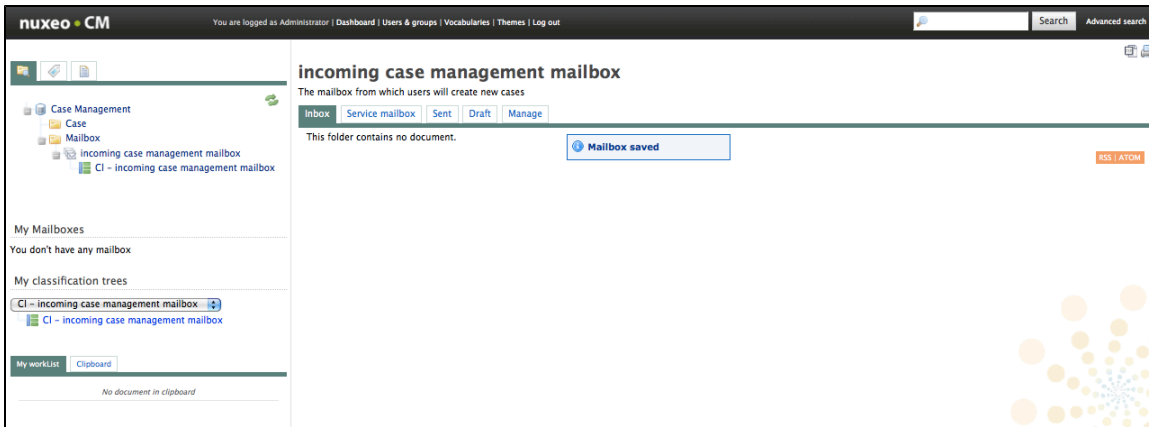 nuxeo • CM
You are logged as Administrator | Dashboard | Users & groups | Vocabularies | Themes | Log out
Search
Advanced search
Case Management
Case
Mailbox
incoming case management mailbox
CI – incoming case management mailbox
My Mailboxes
You don't have any mailbox
My classification trees
CI – incoming case management mailbox
CI – incoming case management mailbox
My workList
Clipboard
No document in clipboard
incoming case management mailbox
The mailbox from which users will create new cases
Inbox
Service mailbox
Sent
Draft
Manage
This folder contains no document.
Mailbox saved
RSS | ATOM